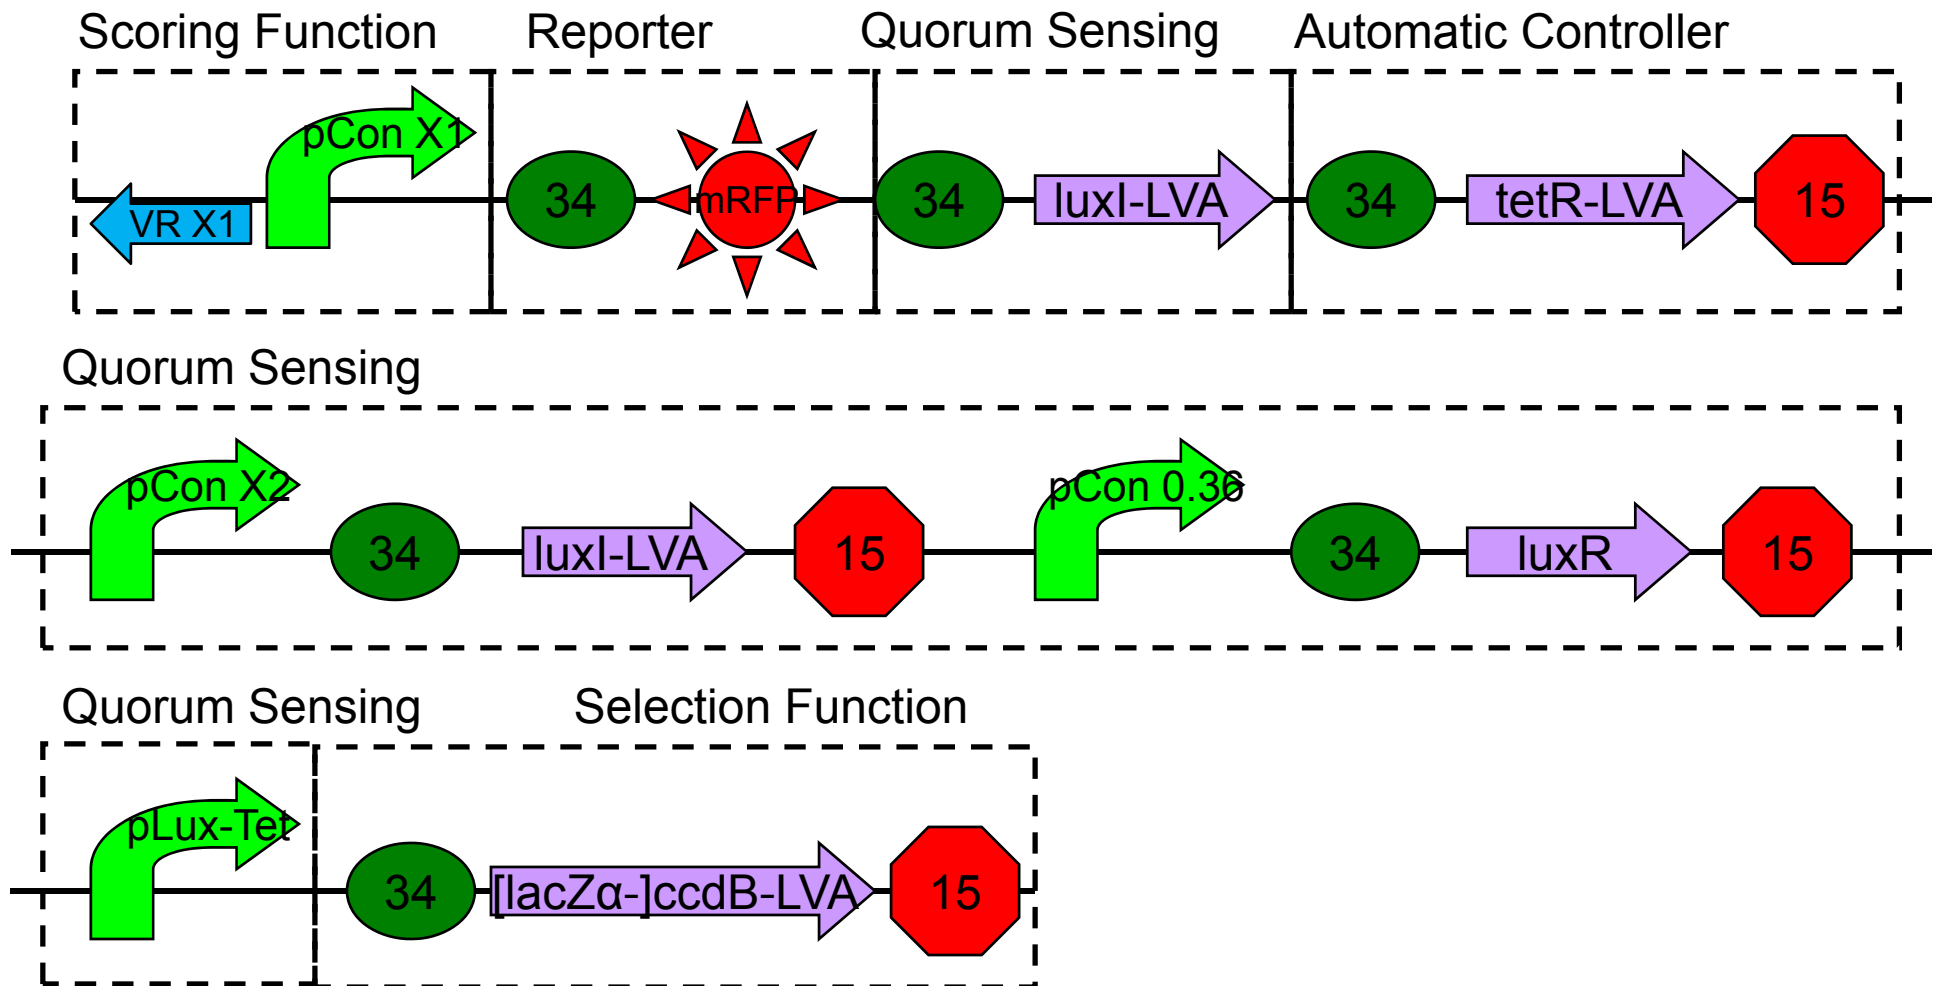 Scoring Function Reporter Quorum Sensing Automatic Controller
pCon X1
VR X1 34 mRFP 34 luxI-LVA 34 tetR-LVA 15
Quorum Sensing
pCon X2 pCon 0.36
34 luxI-LVA 15 34 luxR 15
Quorum Sensing Selection Function
pLux-Tet
34 [lacZα-]ccdB-LVA 15